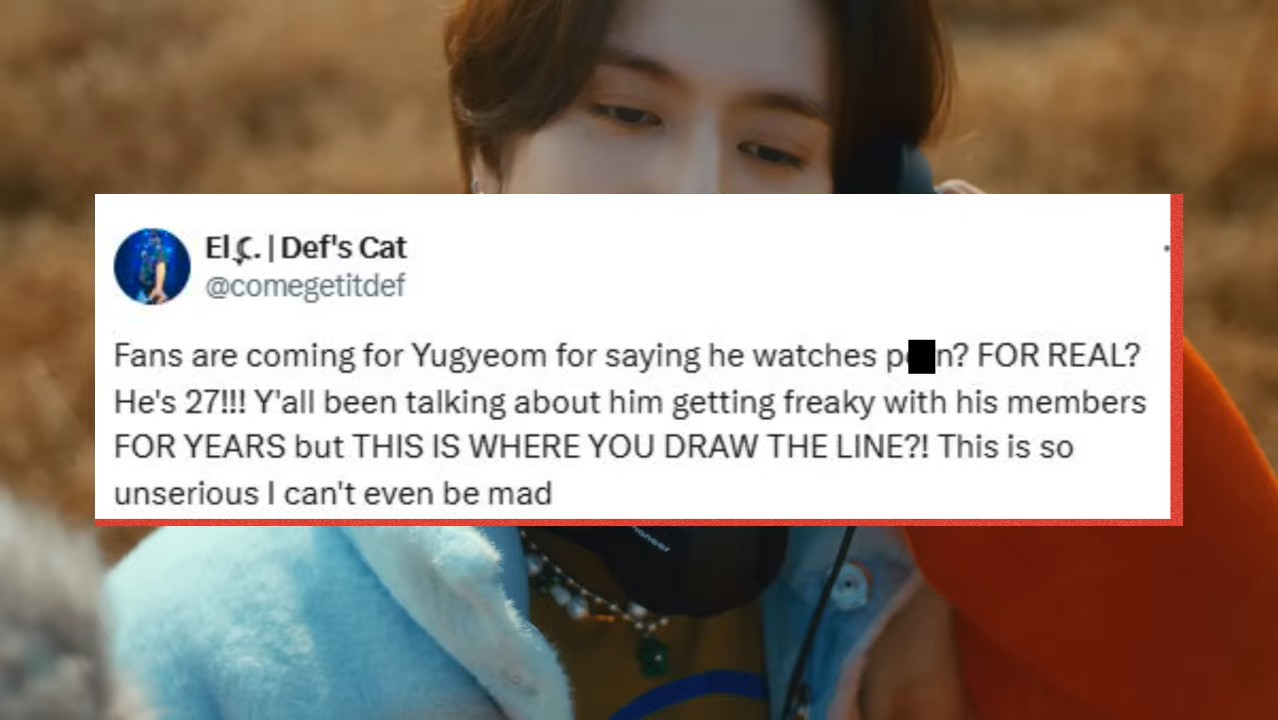 El.Ç. | Def's Cat
@comegetitdef
Fans are coming for Yugyeom for saying he watches p n? FOR REAL?
He's 27!!! Y'all been talking about him getting freaky with his members
FOR YEARS but THIS IS WHERE YOU DRAW THE LINE?! This is so
unserious I can't even be mad
Pioneer